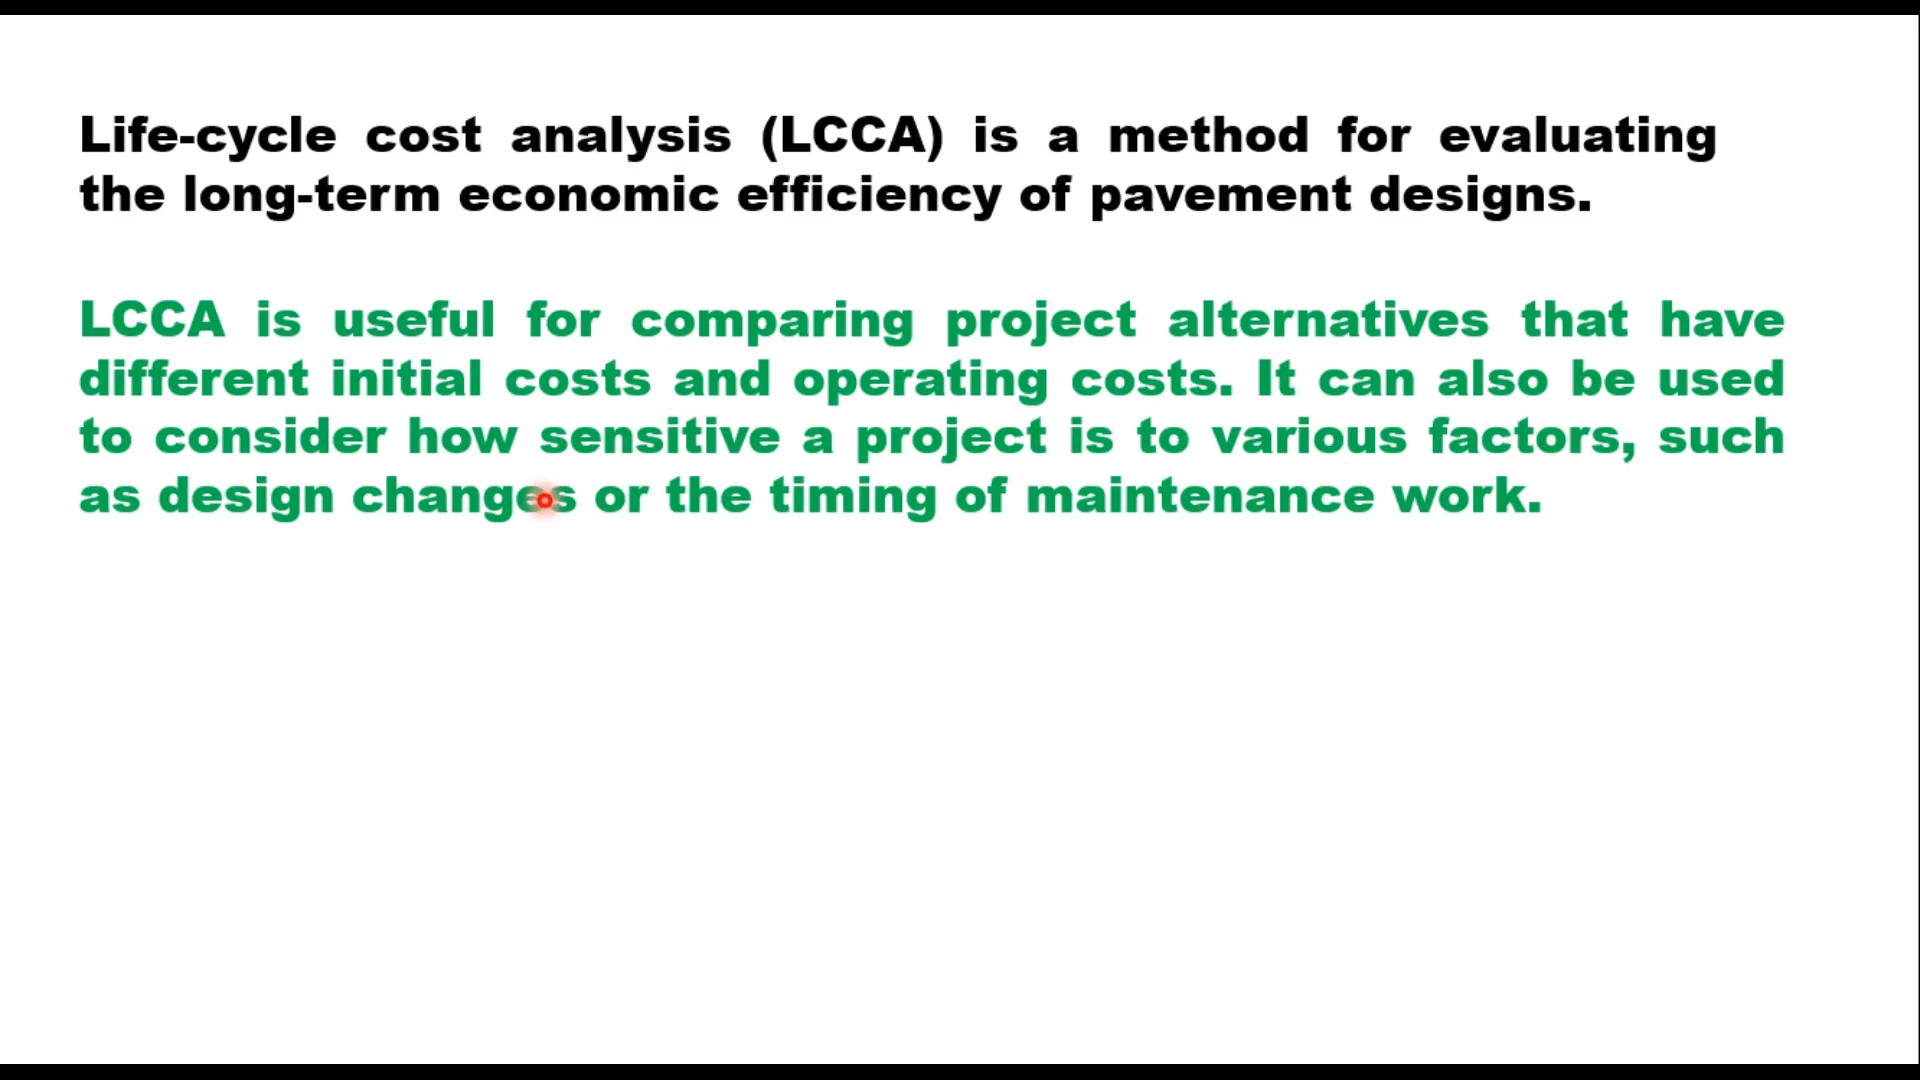 Life-cycle cost analysis (LCCA) is a method for evaluating
the long-term economic efficiency of pavement designs.
LCCA is useful for comparing project alternatives that have
different initial costs and operating costs. It can also be used
to consider how sensitive a project is to various factors, such
as design changes or the timing of maintenance work.